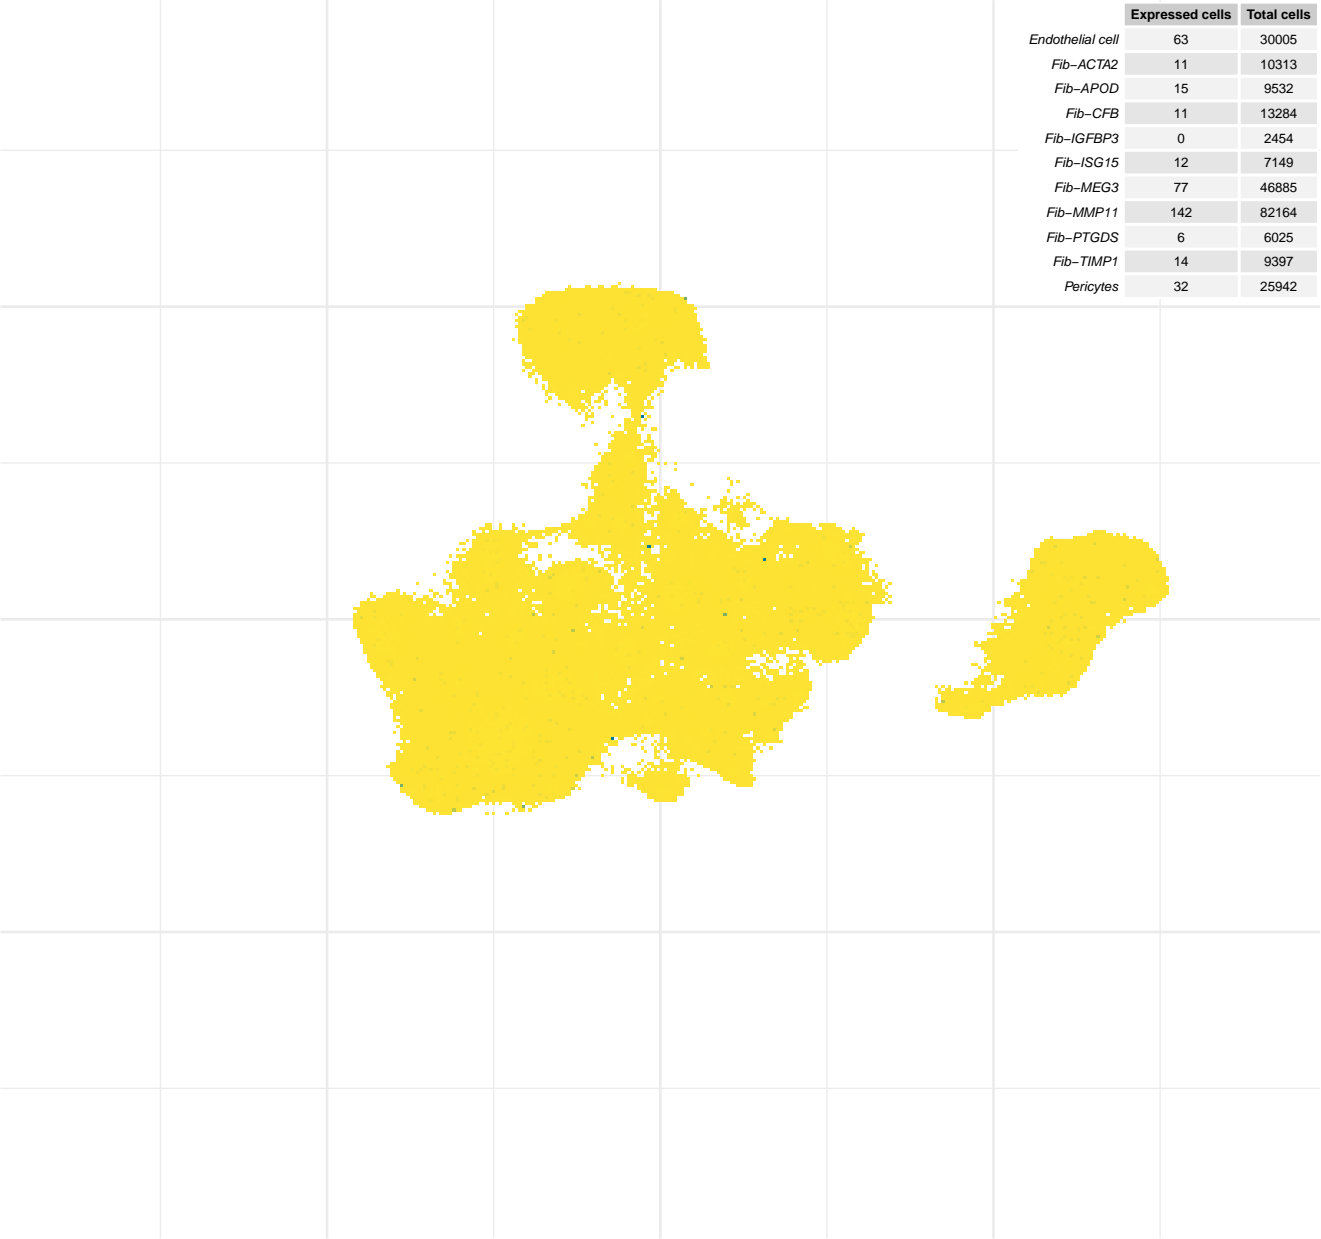 Expressed cells Total cells
Endothelial cell 63 30005
Fib−ACTA2 11 10313
Fib−APOD 15 9532
Fib−CFB 11 13284
Fib−IGFBP3 0 2454
Fib−ISG15 12 7149
Fib−MEG3 77 46885
Fib−MMP11 142 82164
Fib−PTGDS 6 6025
Fib−TIMP1 14 9397
Pericytes 32 25942